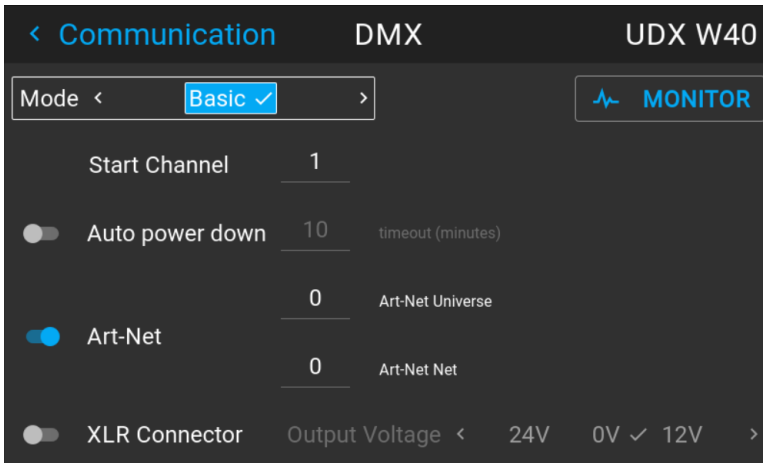 Communication DMX UDX W40
Mode Basic MONITOR
Start Channel 1
Auto power down 10 timeout (minutes)
0 Art-Net Universe
Art-Net
0 Art-Net Net
XLR Connector Output Voltage 24V 0V 12V